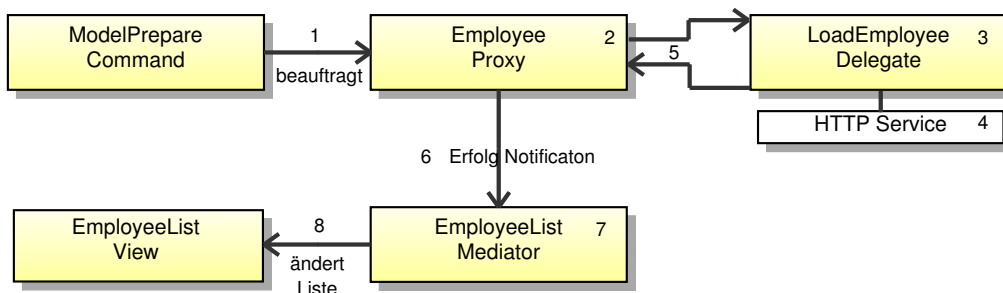 ModelPrepare
Command
1
beauftragt
Employee
Proxy
2
5
LoadEmployee
Delegate
3
HTTP Service
4
6 Erfolg Notificaton
EmployeeList
View
8
ändert
Liste
EmployeeList
Mediator
7